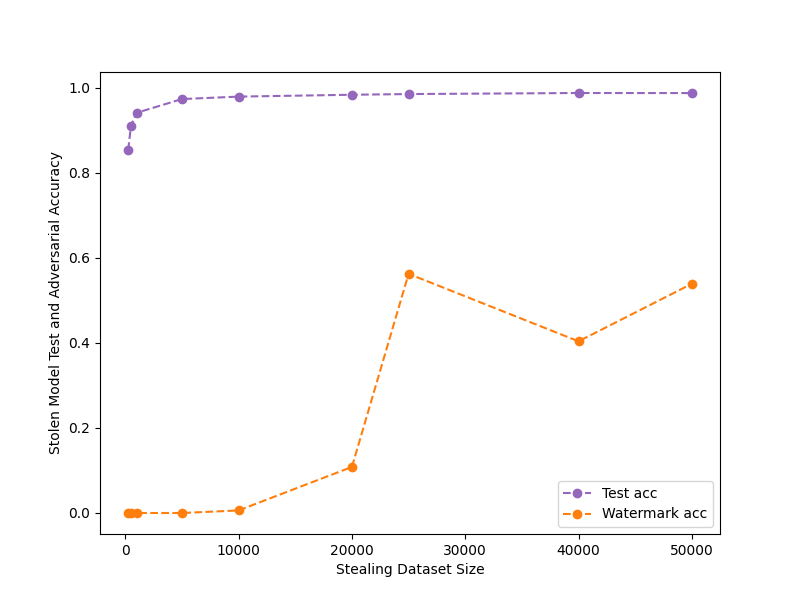 1.0
0.8
0.6
0.4
0.2
0.0
Stolen Model Test and Adversarial Accuracy
Test acc
Watermark acc
0 10000 20000 30000 40000 50000
Stealing Dataset Size